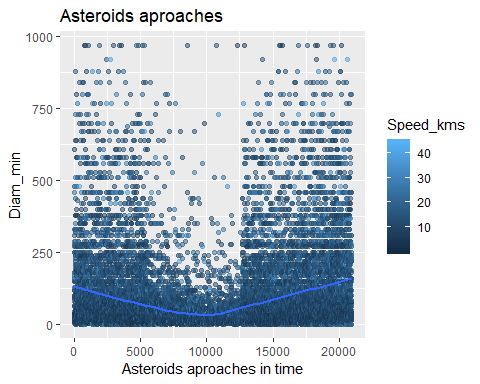 Asteroids aproaches
1000
750
500
250
0
Diam_min
0 5000 10000 15000 20000
Asteroids aproaches in time
Speed_kms
40
30
20
10